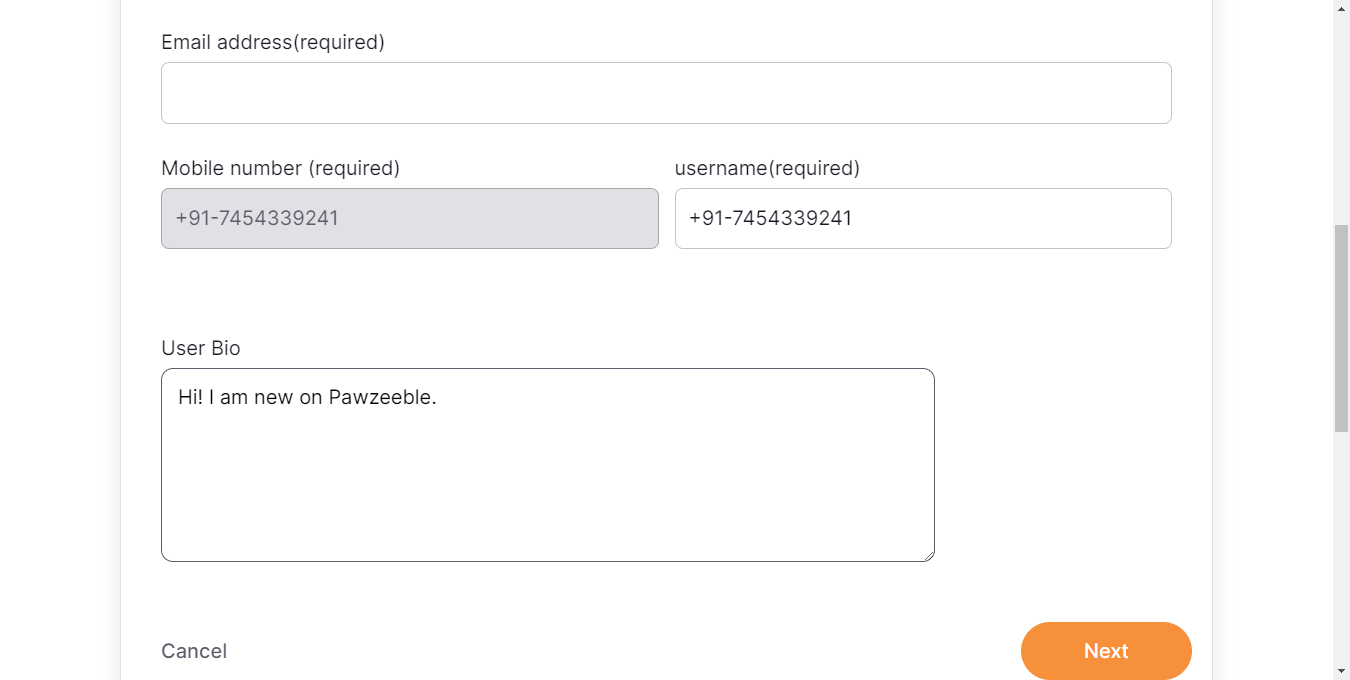 Email address(required)
Mobile number (required)
username(required)
+91-7454339241
+91-7454339241
User Bio
Hi! I am new on Pawzeeble.
Cancel
Next